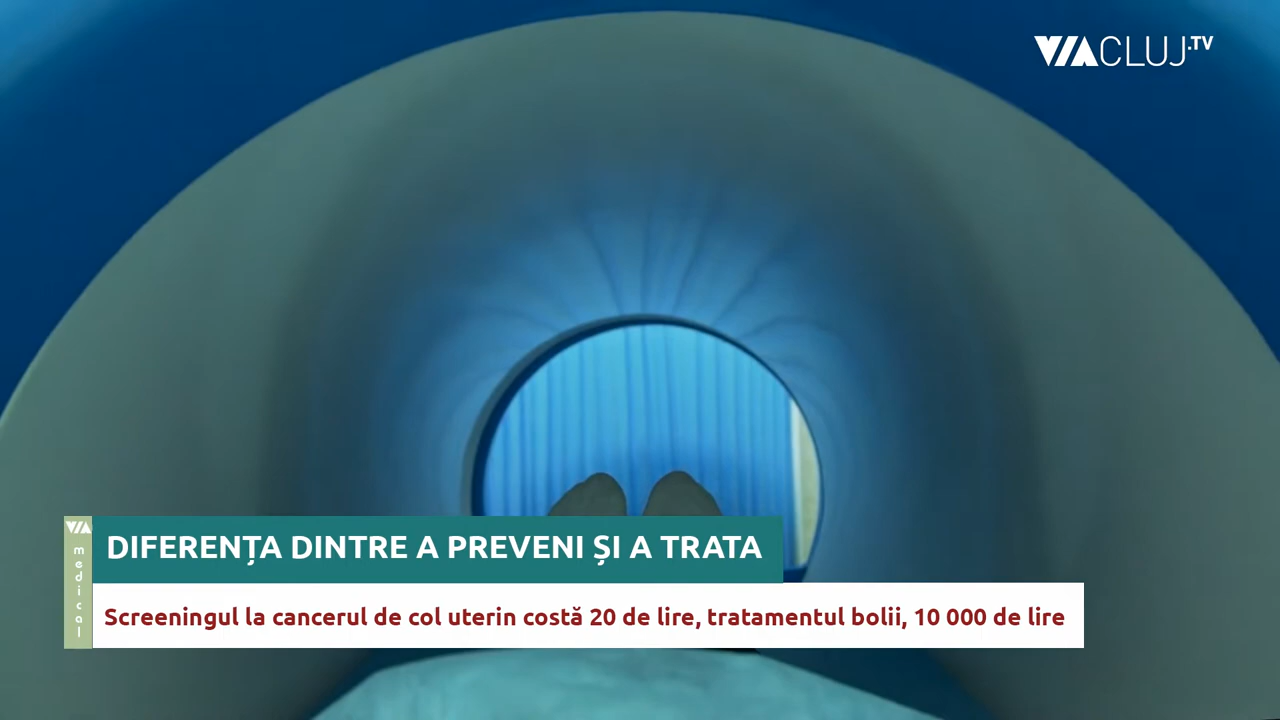 VIACLUJ.TV
DIFERENȚA DINTRE A PREVENI ȘI A TRATA
VIA medical
Screeningul la cancerul de col uterin costă 20 de lire, tratamentul bolii, 10 000 de lire